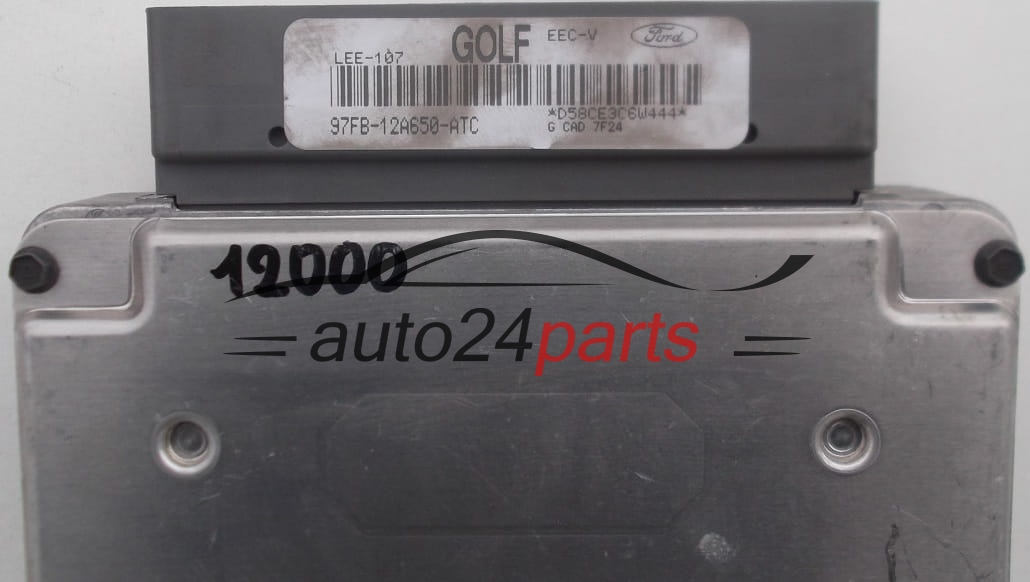 GOLF EEC-V Ford
LEE-107
*D58CE3C6W444*
97FB-12A650-ATC G CAD 7F24
12000
auto24parts